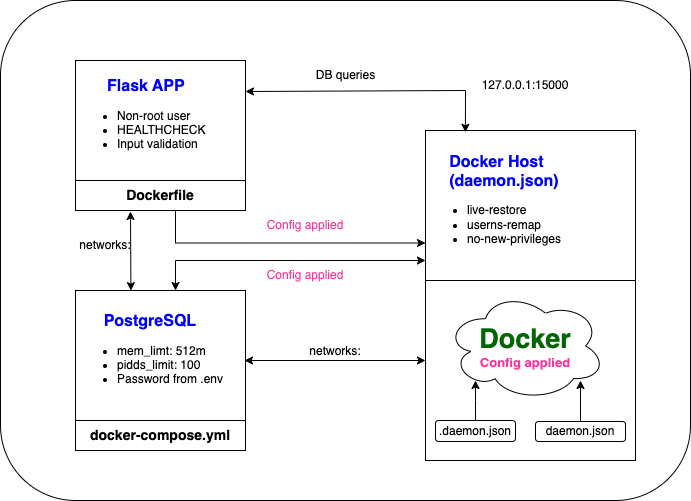 DB queries
127.0.0.1:15000
Flask APP
Non-root user
HEALTHCHECK
Input validation
Dockerfile
Docker Host
(daemon.json)
live-restore
userns-remap
no-new-privileges
Config applied
networks:
Config applied
PostgreSQL
mem_limt: 512m
pidds_limit: 100
Password from .env
docker-compose.yml
networks:
Docker
Config applied
.daemon.json
daemon.json